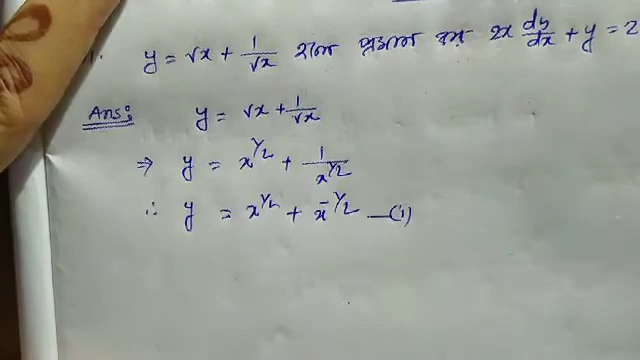 1. y = √x + 1/√x হলে প্রমাণ কর 2x dy/dx + y = 2
Ans: y = √x + 1/√x
⇒ y = x^1/2 + 1/x^1/2
∴ y = x^1/2 + x^-1/2 —(1)